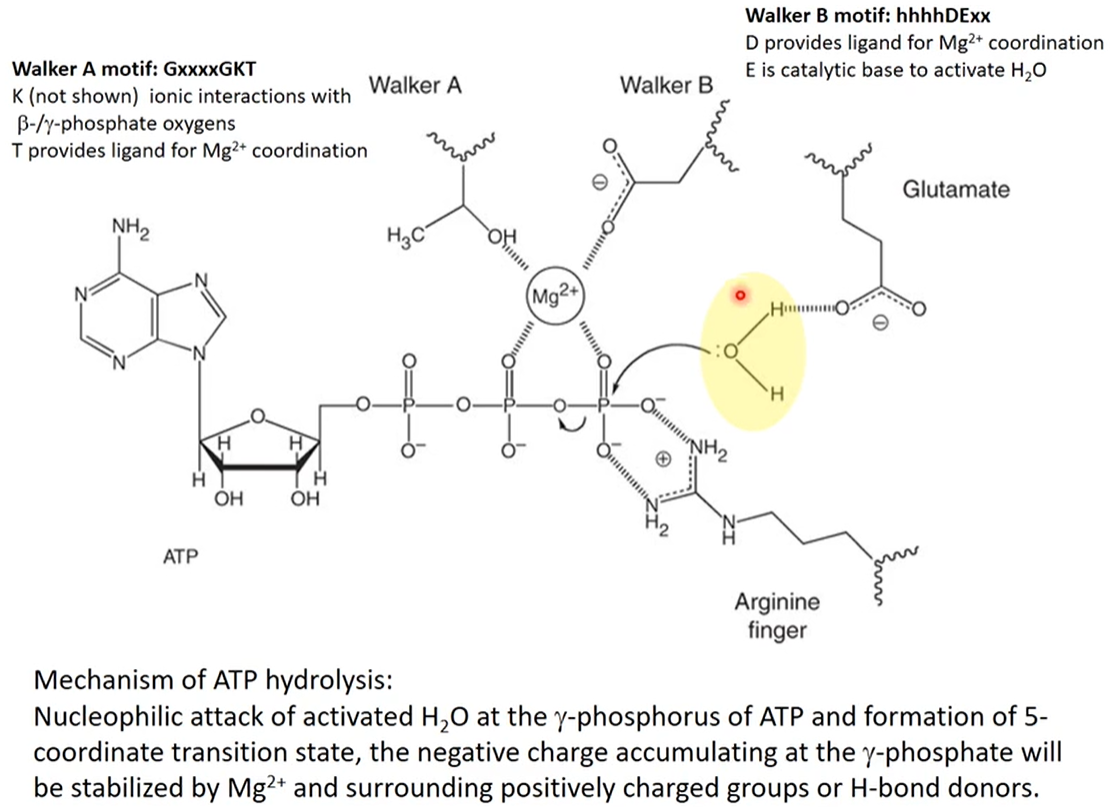 Walker B motif: hhhhDExx
D provides ligand for Mg²⁺ coordination
E is catalytic base to activate H₂O
Walker A motif: GxxxxGKT
K (not shown) ionic interactions with
β-/γ-phosphate oxygens
T provides ligand for Mg²⁺ coordination
Walker A
Walker B
Glutamate
O
⊖
O
H₃C
OH
Mg²⁺
NH₂
N
N
N
N
H
O
O
⊖
:O
H
O
O
O
O
P
O
P
O
P
O⁻
O⁻
O⁻
O⁻
O
H
H
H
H
OH
OH
⊕
NH₂
N
H₂
N
H
ATP
Arginine
finger
Mechanism of ATP hydrolysis:
Nucleophilic attack of activated H₂O at the γ-phosphorus of ATP and formation of 5-
coordinate transition state, the negative charge accumulating at the γ-phosphate will
be stabilized by Mg²⁺ and surrounding positively charged groups or H-bond donors.